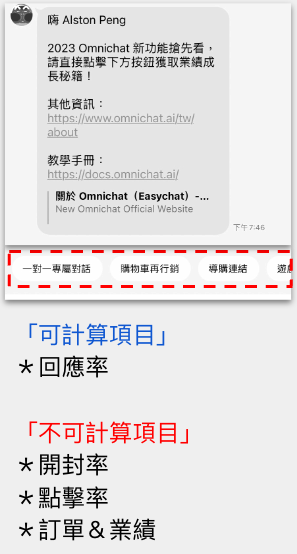 嗨 Alston Peng
2023 Omnichat 新功能搶先看，
請直接點擊下方按鈕獲取業績成
長秘籍！
其他資訊：
https://www.omnichat.ai/tw/
about
教學手冊：
https://docs.omnichat.ai/
關於 Omnichat（Easychat）-...
New Omnichat Official Website
下午7:46
一對一專屬對話 購物車再行銷 導購連結
「可計算項目」
＊回應率
「不可計算項目」
＊開封率
＊點擊率
＊訂單＆業績